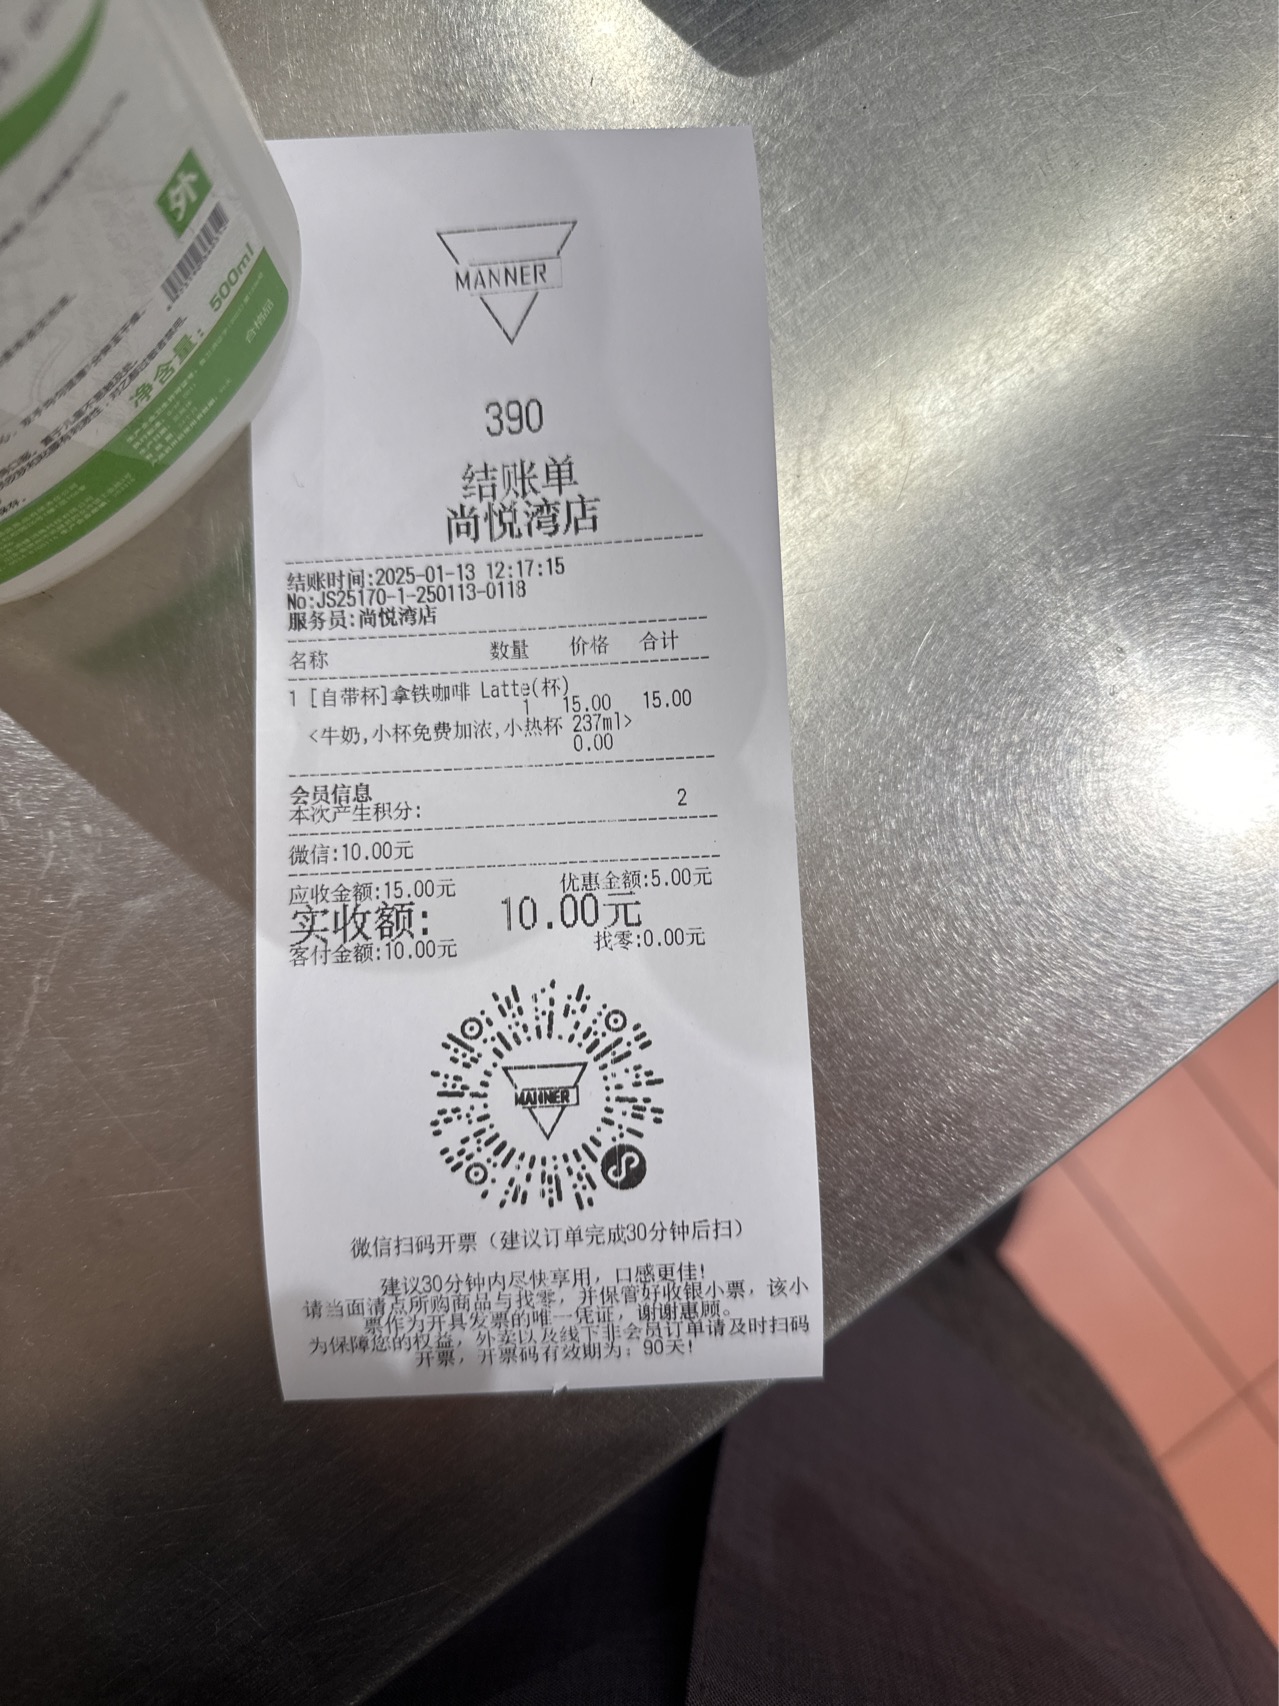 外
净含量：500ml
合格品
MANNER
390
结账单
尚悦湾店
结账时间:2025-01-13 12:17:15
No:JS25170-1-250113-0118
服务员:尚悦湾店
名称 数量 价格 合计
1 [自带杯]拿铁咖啡 Latte(杯)
1 15.00 15.00
<牛奶,小杯免费加浓,小热杯 237ml>
0.00
会员信息
本次产生积分: 2
微信:10.00元
应收金额:15.00元 优惠金额:5.00元
实收额: 10.00元
客付金额:10.00元 找零:0.00元
MANNER
微信扫码开票（建议订单完成30分钟后扫）
建议30分钟内尽快享用，口感更佳!
请当面清点所购商品与找零，并保管好收银小票，该小
票作为开具发票的唯一凭证，谢谢惠顾。
为保障您的权益，外卖以及线下非会员订单请及时扫码
开票，开票码有效期为：90天!